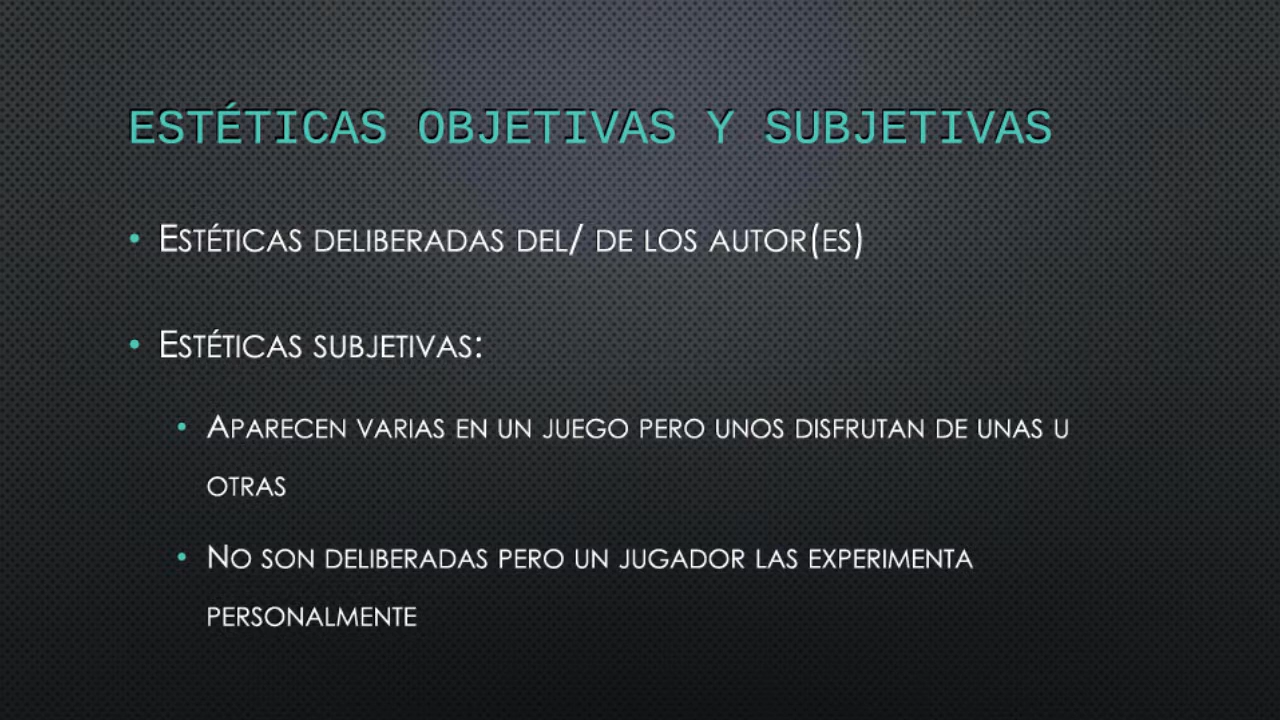 ESTÉTICAS OBJETIVAS Y SUBJETIVAS
• Estéticas deliberadas del/ de los autor(es)
• Estéticas subjetivas:
• Aparecen varias en un juego pero unos disfrutan de unas u
otras
• No son deliberadas pero un jugador las experimenta
personalmente